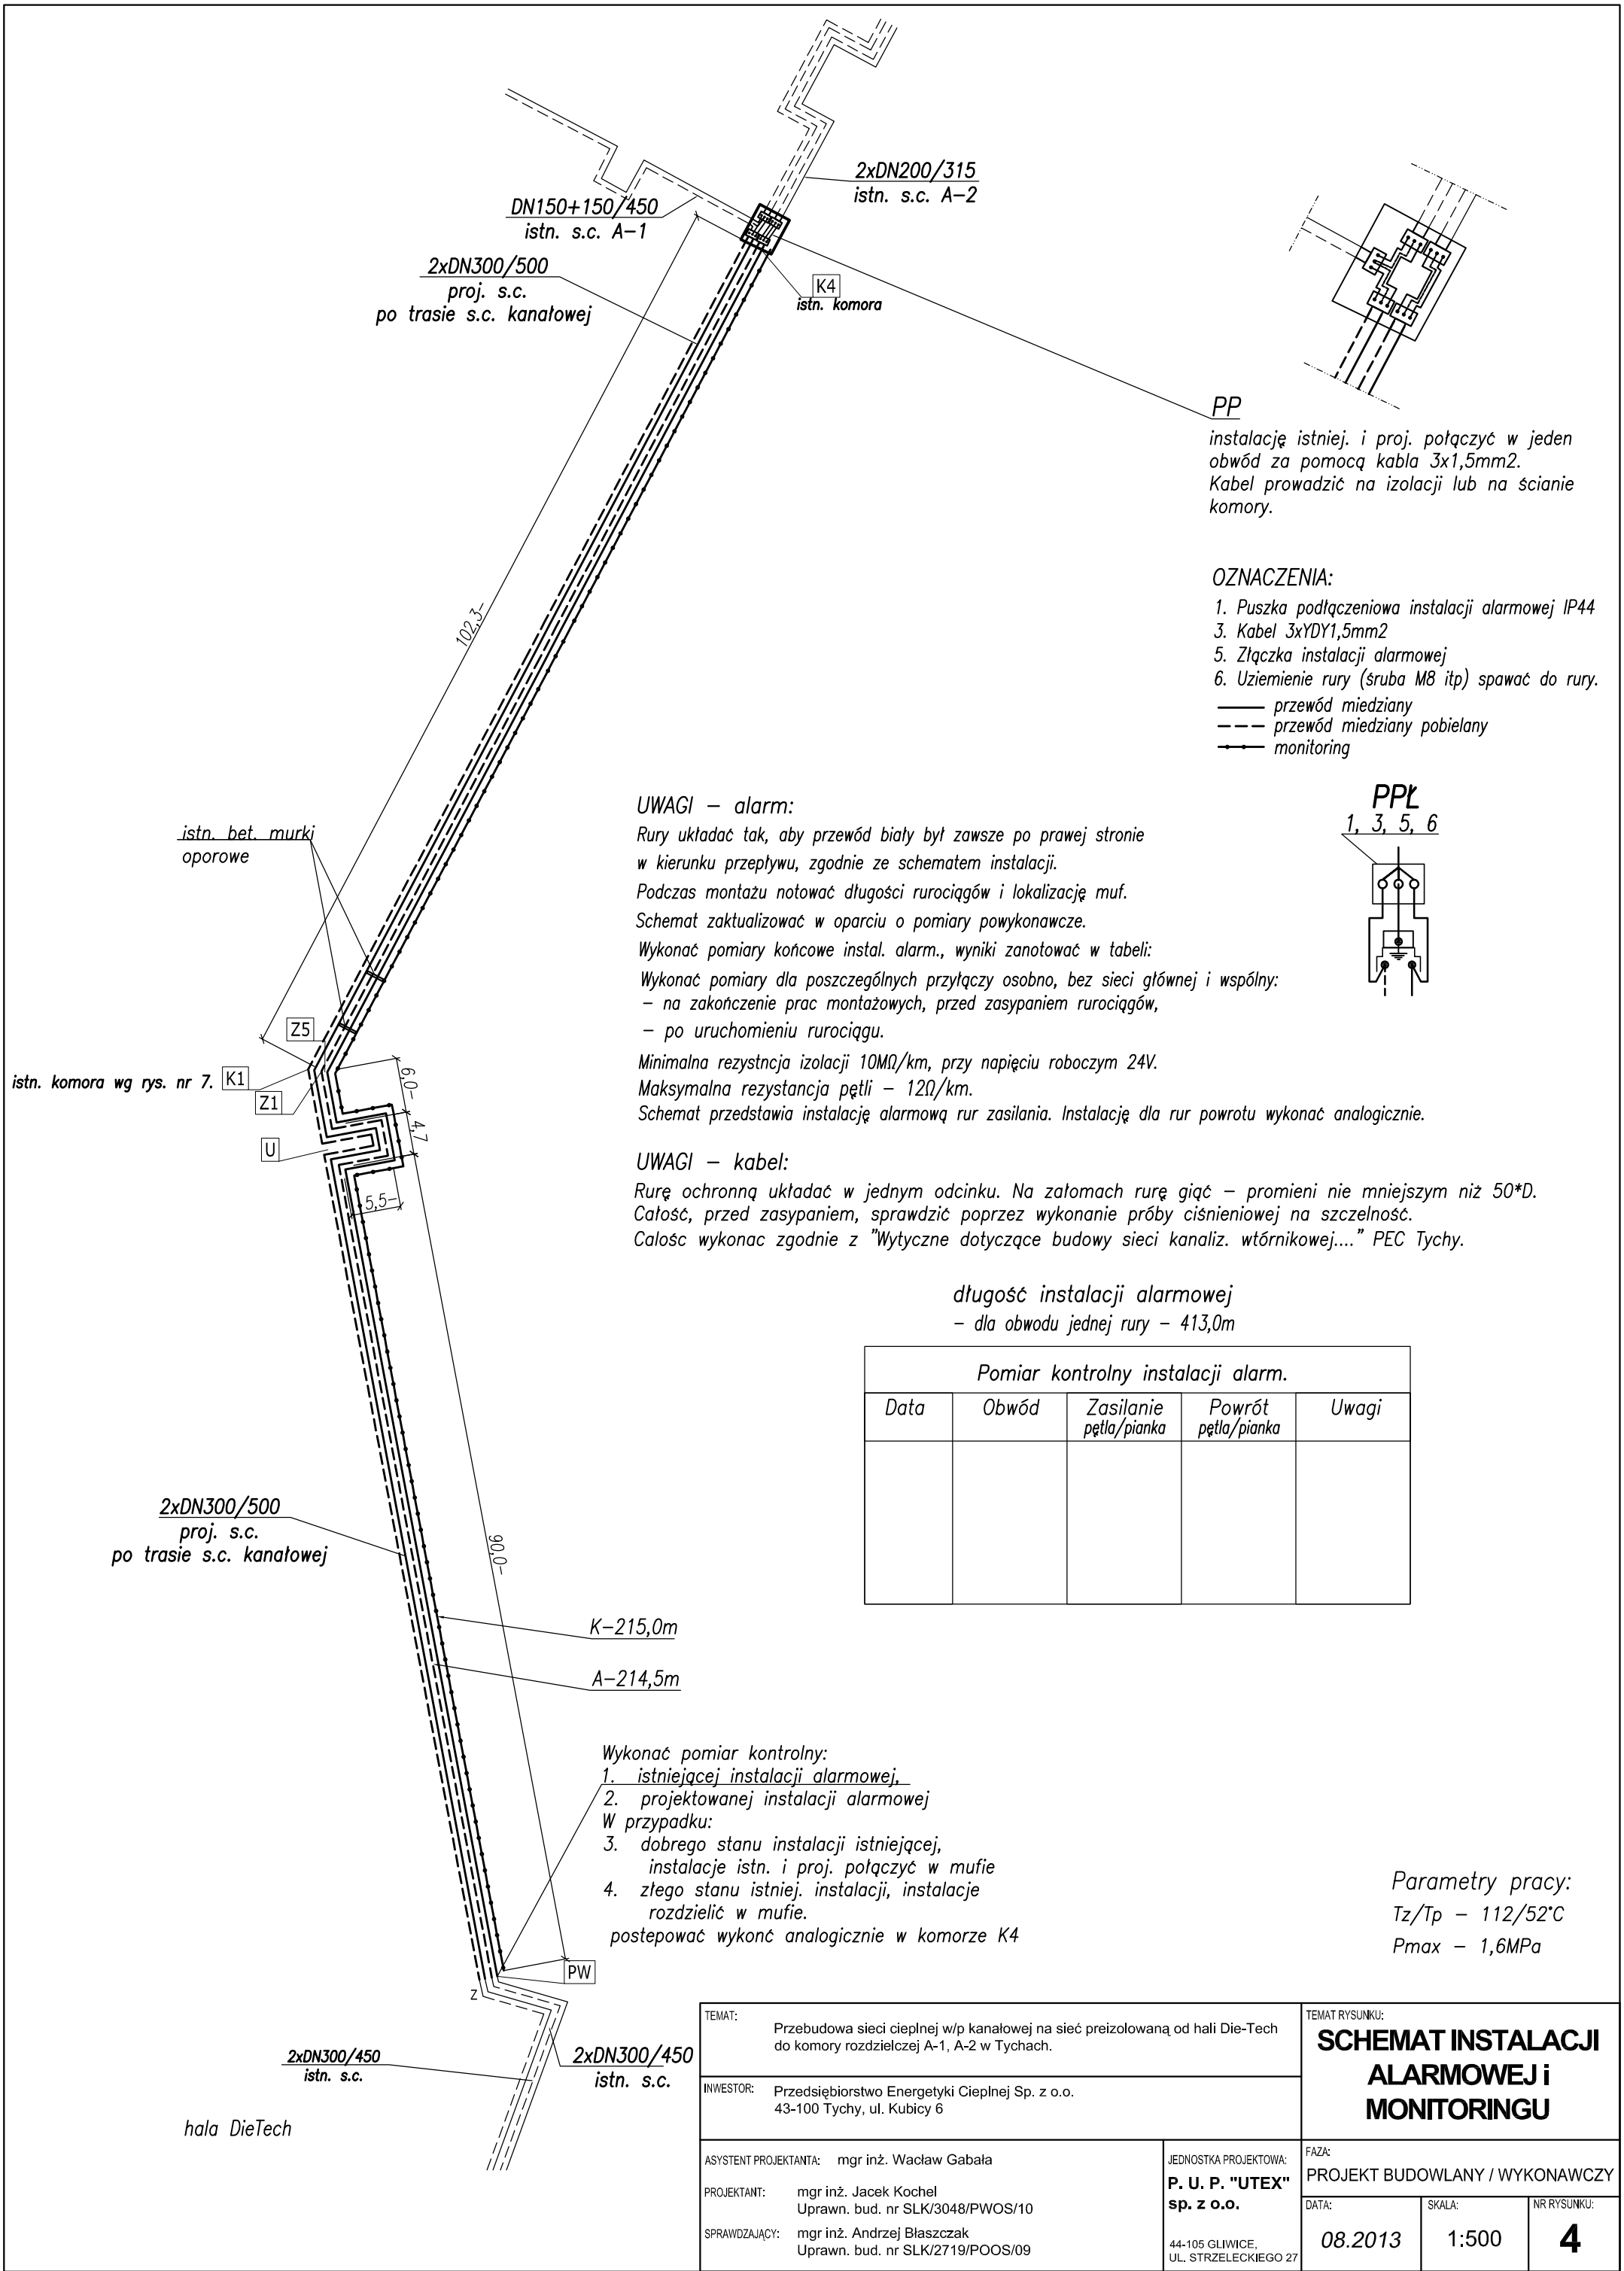 2xDN200/315
istn. s.c. A-2
DN150+150/450
istn. s.c. A-1
2xDN300/500
proj. s.c.
po trasie s.c. kanałowej
K4
istn. komora
PP
instalację istniej. i proj. połączyć w jeden
obwód za pomocą kabla 3x1,5mm2.
Kabel prowadzić na izolacji lub na ścianie
komory.
OZNACZENIA:
1. Puszka podłączeniowa instalacji alarmowej IP44
3. Kabel 3xYDY1,5mm2
5. Złączka instalacji alarmowej
6. Uziemienie rury (śruba M8 itp) spawać do rury.
przewód miedziany
przewód miedziany pobielany
monitoring
102,3-
PPŁ
1, 3, 5, 6
istn. bet. murki
oporowe
UWAGI - alarm:
Rury układać tak, aby przewód biały był zawsze po prawej stronie
w kierunku przepływu, zgodnie ze schematem instalacji.
Podczas montażu notować długości rurociągów i lokalizację muf.
Schemat zaktualizować w oparciu o pomiary powykonawcze.
Wykonać pomiary końcowe instal. alarm., wyniki zanotować w tabeli:
Wykonać pomiary dla poszczególnych przyłączy osobno, bez sieci głównej i wspólny:
- na zakończenie prac montażowych, przed zasypaniem rurociągów,
- po uruchomieniu rurociągu.
Minimalna rezystncja izolacji 10MΩ/km, przy napięciu roboczym 24V.
Maksymalna rezystancja pętli - 12Ω/km.
Schemat przedstawia instalację alarmową rur zasilania. Instalację dla rur powrotu wykonać analogicznie.
Z5
istn. komora wg rys. nr 7. K1
Z1
U
6,0-
4,7
5,5-
UWAGI - kabel:
Rurę ochronną układać w jednym odcinku. Na załomach rurę giąć - promieni nie mniejszym niż 50*D.
Całość, przed zasypaniem, sprawdzić poprzez wykonanie próby ciśnieniowej na szczelność.
Calośc wykonac zgodnie z "Wytyczne dotyczące budowy sieci kanaliz. wtórnikowej...." PEC Tychy.
długość instalacji alarmowej
- dla obwodu jednej rury - 413,0m
Pomiar kontrolny instalacji alarm.
Data Obwód Zasilanie Powrót Uwagi
pętla/pianka pętla/pianka
2xDN300/500
proj. s.c.
po trasie s.c. kanałowej
90,0-
K-215,0m
A-214,5m
Wykonać pomiar kontrolny:
1. istniejącej instalacji alarmowej,
2. projektowanej instalacji alarmowej
W przypadku:
3. dobrego stanu instalacji istniejącej,
instalacje istn. i proj. połączyć w mufie
4. złego stanu istniej. instalacji, instalacje
rozdzielić w mufie.
postepować wykonć analogicznie w komorze K4
Parametry pracy:
Tz/Tp - 112/52°C
Pmax - 1,6MPa
PW
z
2xDN300/450
istn. s.c.
2xDN300/450
istn. s.c.
hala DieTech
TEMAT:
Przebudowa sieci cieplnej w/p kanałowej na sieć preizolowaną od hali Die-Tech
do komory rozdzielczej A-1, A-2 w Tychach.
INWESTOR:
Przedsiębiorstwo Energetyki Cieplnej Sp. z o.o.
43-100 Tychy, ul. Kubicy 6
TEMAT RYSUNKU:
SCHEMAT INSTALACJI
ALARMOWEJ i
MONITORINGU
ASYSTENT PROJEKTANTA: mgr inż. Wacław Gabała
PROJEKTANT: mgr inż. Jacek Kochel
Uprawn. bud. nr SLK/3048/PWOS/10
SPRAWDZAJĄCY: mgr inż. Andrzej Błaszczak
Uprawn. bud. nr SLK/2719/POOS/09
JEDNOSTKA PROJEKTOWA:
P. U. P. "UTEX"
sp. z o.o.
44-105 GLIWICE,
UL. STRZELECKIEGO 27
FAZA:
PROJEKT BUDOWLANY / WYKONAWCZY
DATA: SKALA: NR RYSUNKU:
08.2013 1:500 4